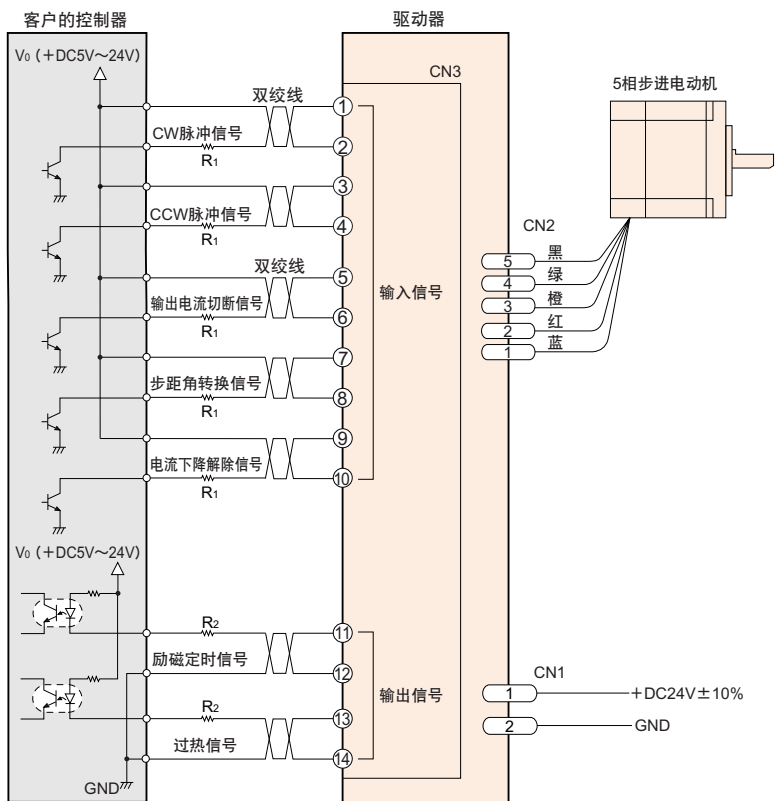 客户的控制器
驱动器
V₀（＋DC5V～24V）
CN3
5相步进电动机
双绞线
①
CW脉冲信号
②
R₁
③
CCW脉冲信号
④
R₁
CN2
双绞线
⑤
5 黑
输出电流切断信号
⑥
输入信号
4 绿
R₁
3 橙
⑦
2 红
步距角转换信号
⑧
1 蓝
R₁
⑨
电流下降解除信号
⑩
R₁
V₀（＋DC5V～24V）
R₂
⑪
励磁定时信号
⑫
输出信号
CN1
R₂
⑬
1
＋DC24V±10%
过热信号
⑭
2
GND
GND